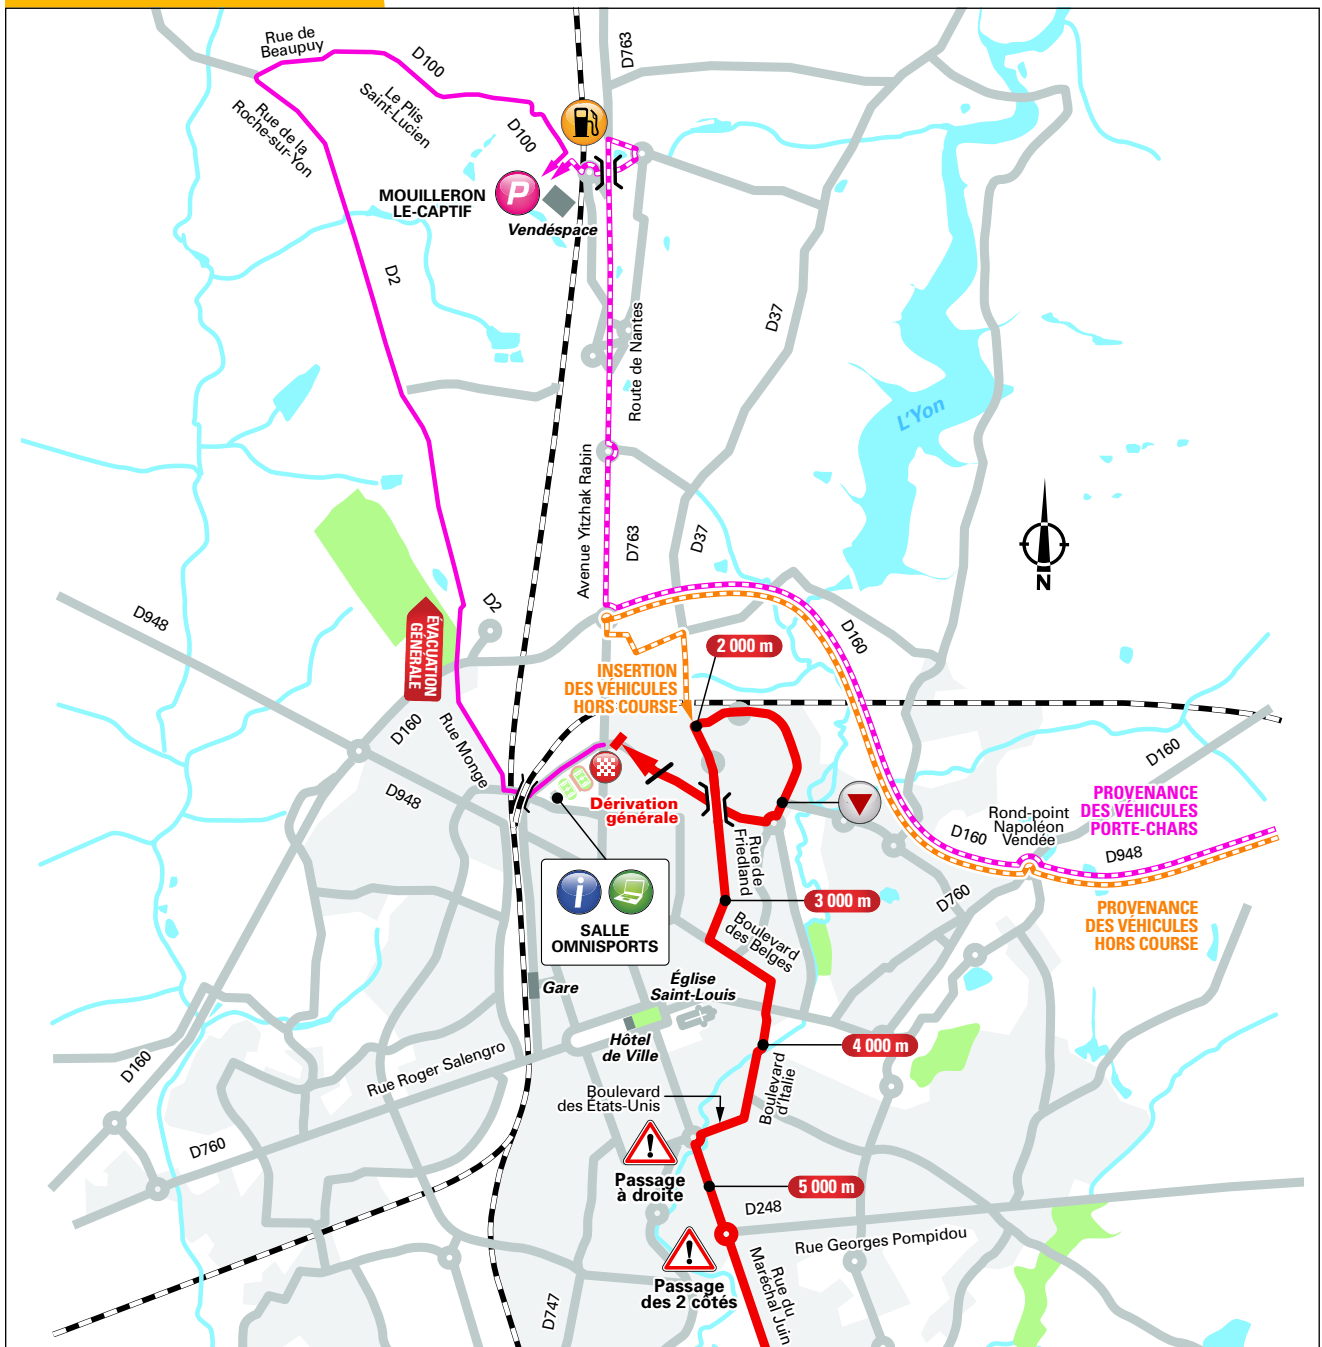 Rue de
Beaupuy
D100
D763
Le Plis
Saint-Lucien
Rue de la
Roche-sur-Yon
D100
P
MOUILLERON
LE-CAPTIF
Vendéspace
D2
Route de Nantes
D37
L'Yon
Avenue Yitzhak Rabin
D763
D37
N
D948
D2
ÉVACUATION
GÉNÉRALE
D160
2 000 m
INSERTION
DES VÉHICULES
HORS COURSE
D160
Rue Monge
D160
D948
Dérivation
générale
PROVENANCE
DES VÉHICULES
PORTE-CHARS
Rond-point
Napoléon
Vendée
D160
D948
Rue de
Friedland
i
SALLE
OMNISPORTS
3 000 m
D760
PROVENANCE
DES VÉHICULES
HORS COURSE
Boulevard
des Belges
Gare
Église
Saint-Louis
Hôtel
de Ville
4 000 m
D160
Rue Roger Salengro
Boulevard
des États-Unis
Boulevard
d'Italie
D760
!
Passage
à droite
5 000 m
D248
Rue Georges Pompidou
!
Passage
des 2 côtés
Rue du
Maréchal Juin
D747